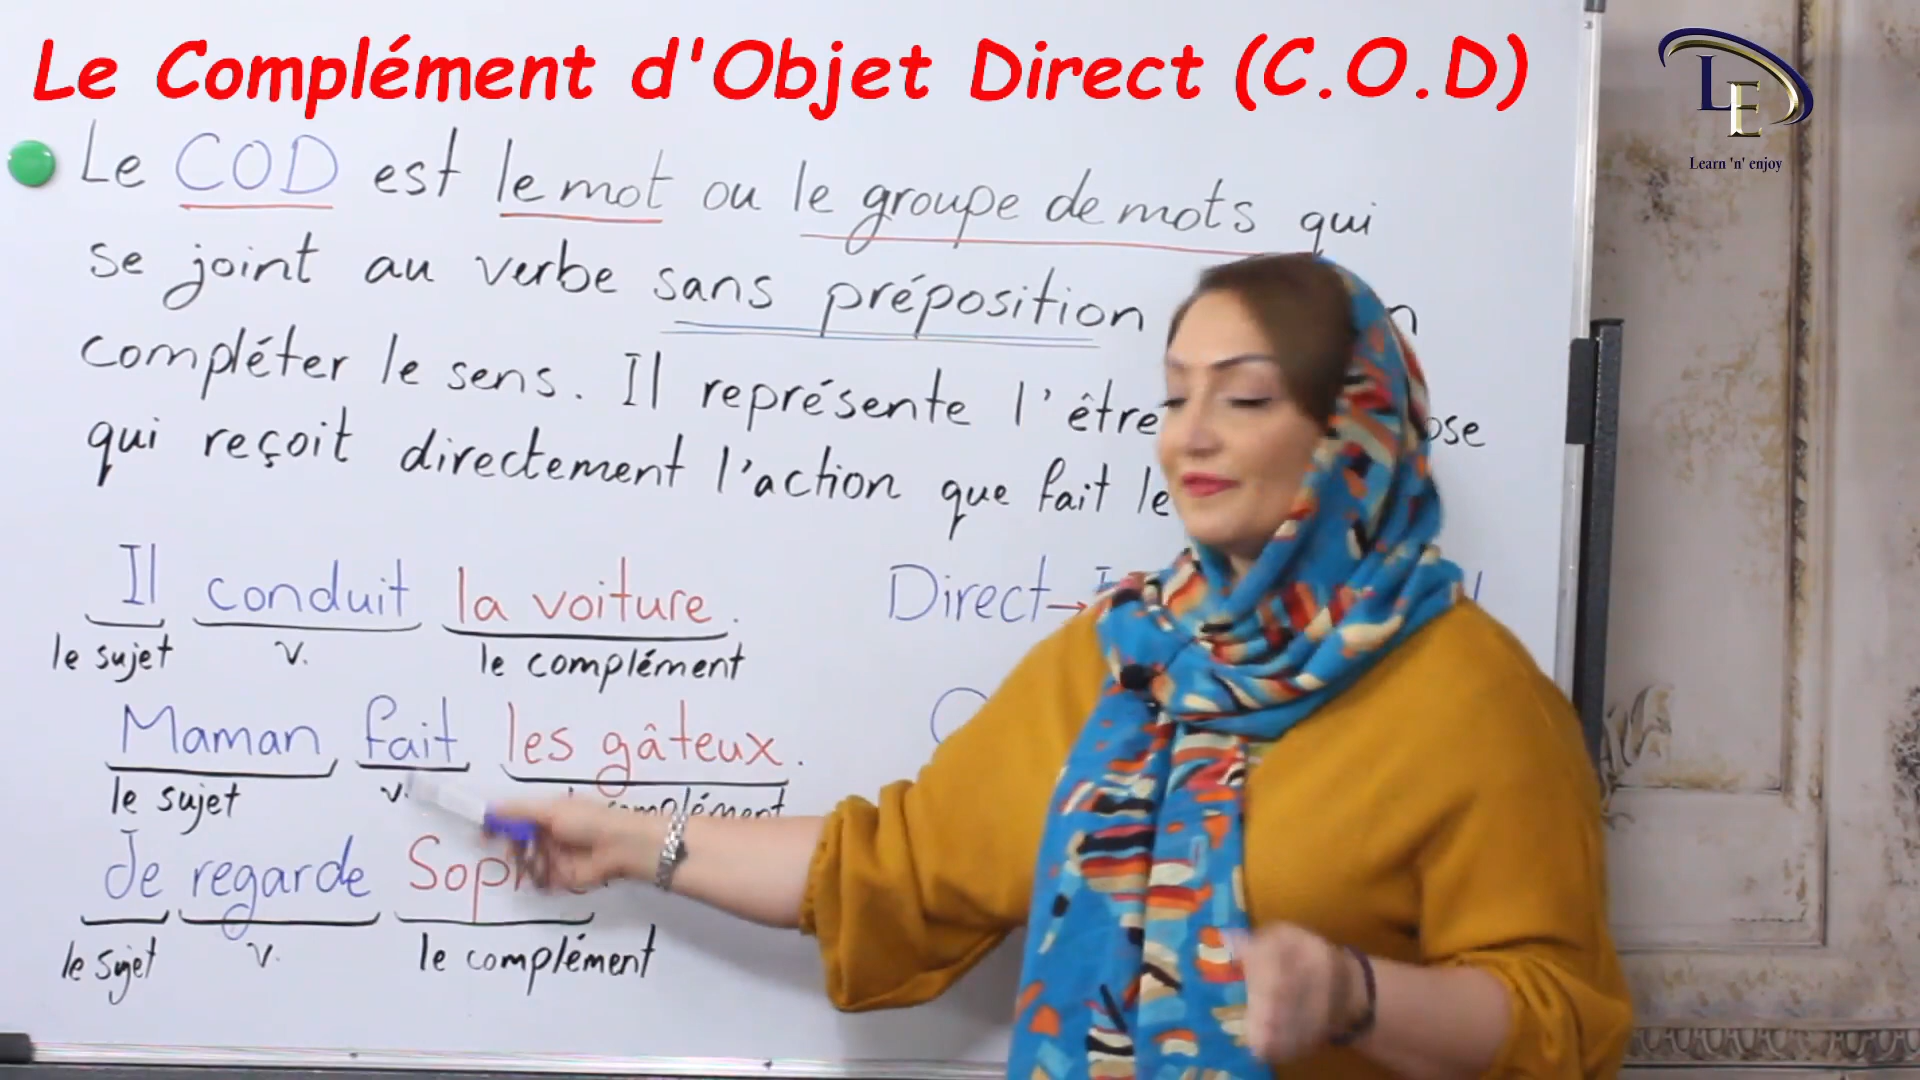 Le Complément d'Objet Direct (C.O.D)
LE
Learn 'n' enjoy
Le COD est le mot ou le groupe de mots qui
se joint au verbe sans préposition
compléter le sens. Il représente l'être
qui reçoit directement l'action que fait le
Il conduit la voiture.
le sujet v. le complément
Direct→
Maman fait les gâteux.
le sujet v.
Je regarde
le sujet v. le complément